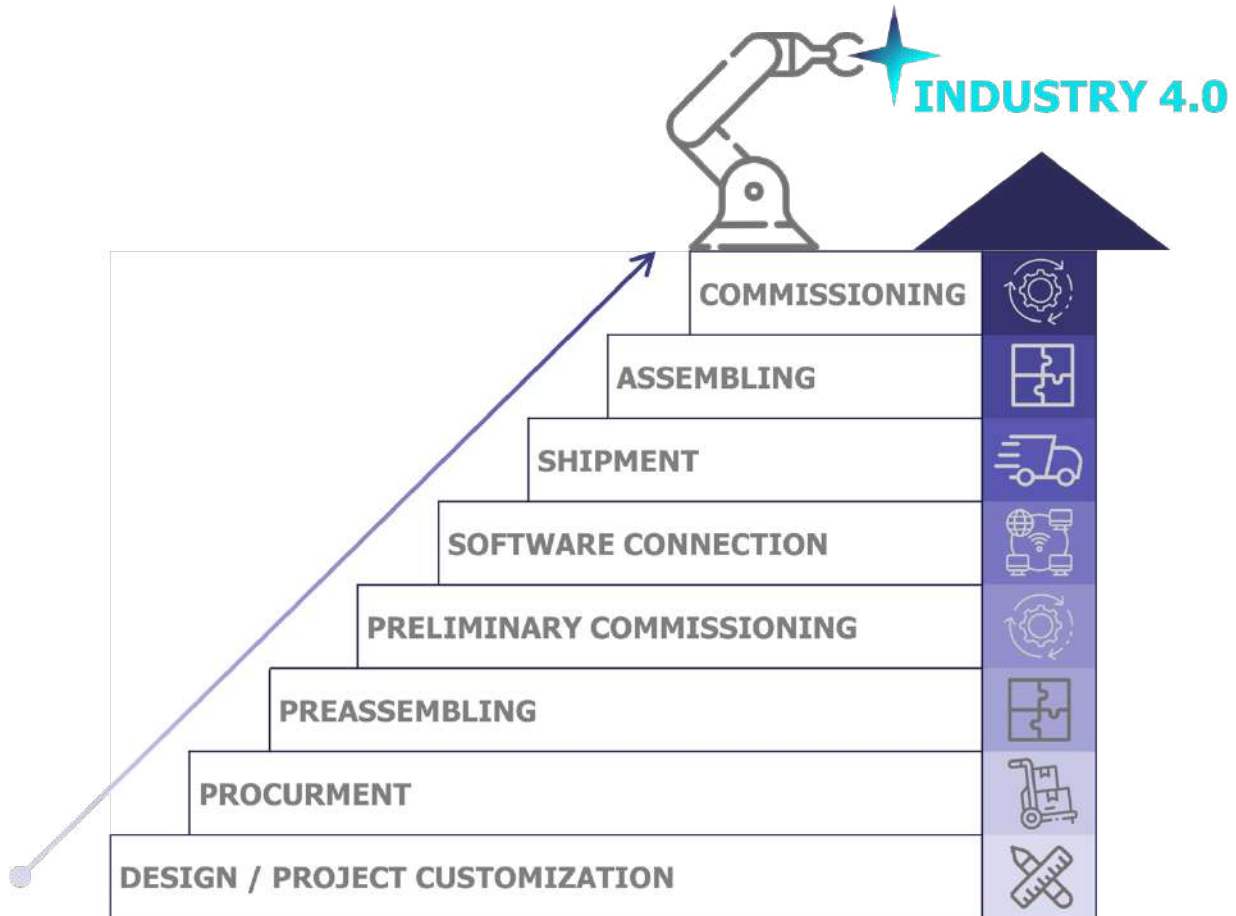 INDUSTRY 4.0
COMMISSIONING
ASSEMBLING
SHIPMENT
SOFTWARE CONNECTION
PRELIMINARY COMMISSIONING
PREASSEMBLING
PROCURMENT
DESIGN / PROJECT CUSTOMIZATION